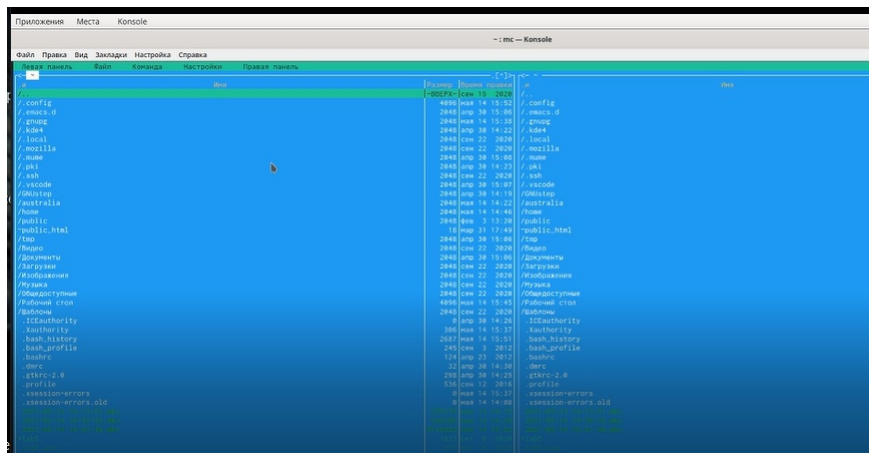 Приложения Места Konsole
~ : mc — Konsole
Файл Правка Вид Закладки Настройка Справка
Левая панель Файл Команда Настройки Правая панель
<- ~ .[^]> <- ~
.и Имя Размер Время правки .и Имя
/.. -ВВЕРХ- сен 15 2020 /..
/.config 4096 мая 14 15:52 /.config
/.emacs.d 2048 апр 30 15:06 /.emacs.d
/.gnupg 2048 мая 14 15:38 /.gnupg
/.kde4 2048 апр 30 14:22 /.kde4
/.local 2048 сен 22 2020 /.local
/.mozilla 2048 сен 22 2020 /.mozilla
/.mume 2048 апр 30 15:08 /.mume
/.pki 2048 апр 30 14:23 /.pki
/.ssh 2048 сен 22 2020 /.ssh
/.vscode 2048 апр 30 15:07 /.vscode
/GNUstep 2048 апр 30 14:19 /GNUstep
/australia 2048 мая 14 14:22 /australia
/home 2048 мая 14 14:46 /home
/public 2048 фев 3 13:20 /public
~public_html 18 мар 31 17:49 ~public_html
/tmp 2048 апр 30 15:06 /tmp
/Видео 2048 сен 22 2020 /Видео
/Документы 2048 апр 30 15:06 /Документы
/Загрузки 2048 сен 22 2020 /Загрузки
/Изображения 2048 сен 22 2020 /Изображения
/Музыка 2048 сен 22 2020 /Музыка
/Общедоступные 2048 сен 22 2020 /Общедоступные
/Рабочий стол 4096 мая 14 15:45 /Рабочий стол
/Шаблоны 2048 сен 22 2020 /Шаблоны
.ICEauthority 0 апр 30 14:26 .ICEauthority
.Xauthority 306 мая 14 15:37 .Xauthority
.bash_history 2687 мая 14 15:51 .bash_history
.bash_profile 245 сен 3 2012 .bash_profile
.bashrc 124 апр 23 2012 .bashrc
.dmrc 32 апр 30 14:30 .dmrc
.gtkrc-2.0 298 апр 30 14:25 .gtkrc-2.0
.profile 536 сен 12 2016 .profile
.xsession-errors 0 мая 14 15:37 .xsession-errors
.xsession-errors.old 0 мая 14 14:08 .xsession-errors.old